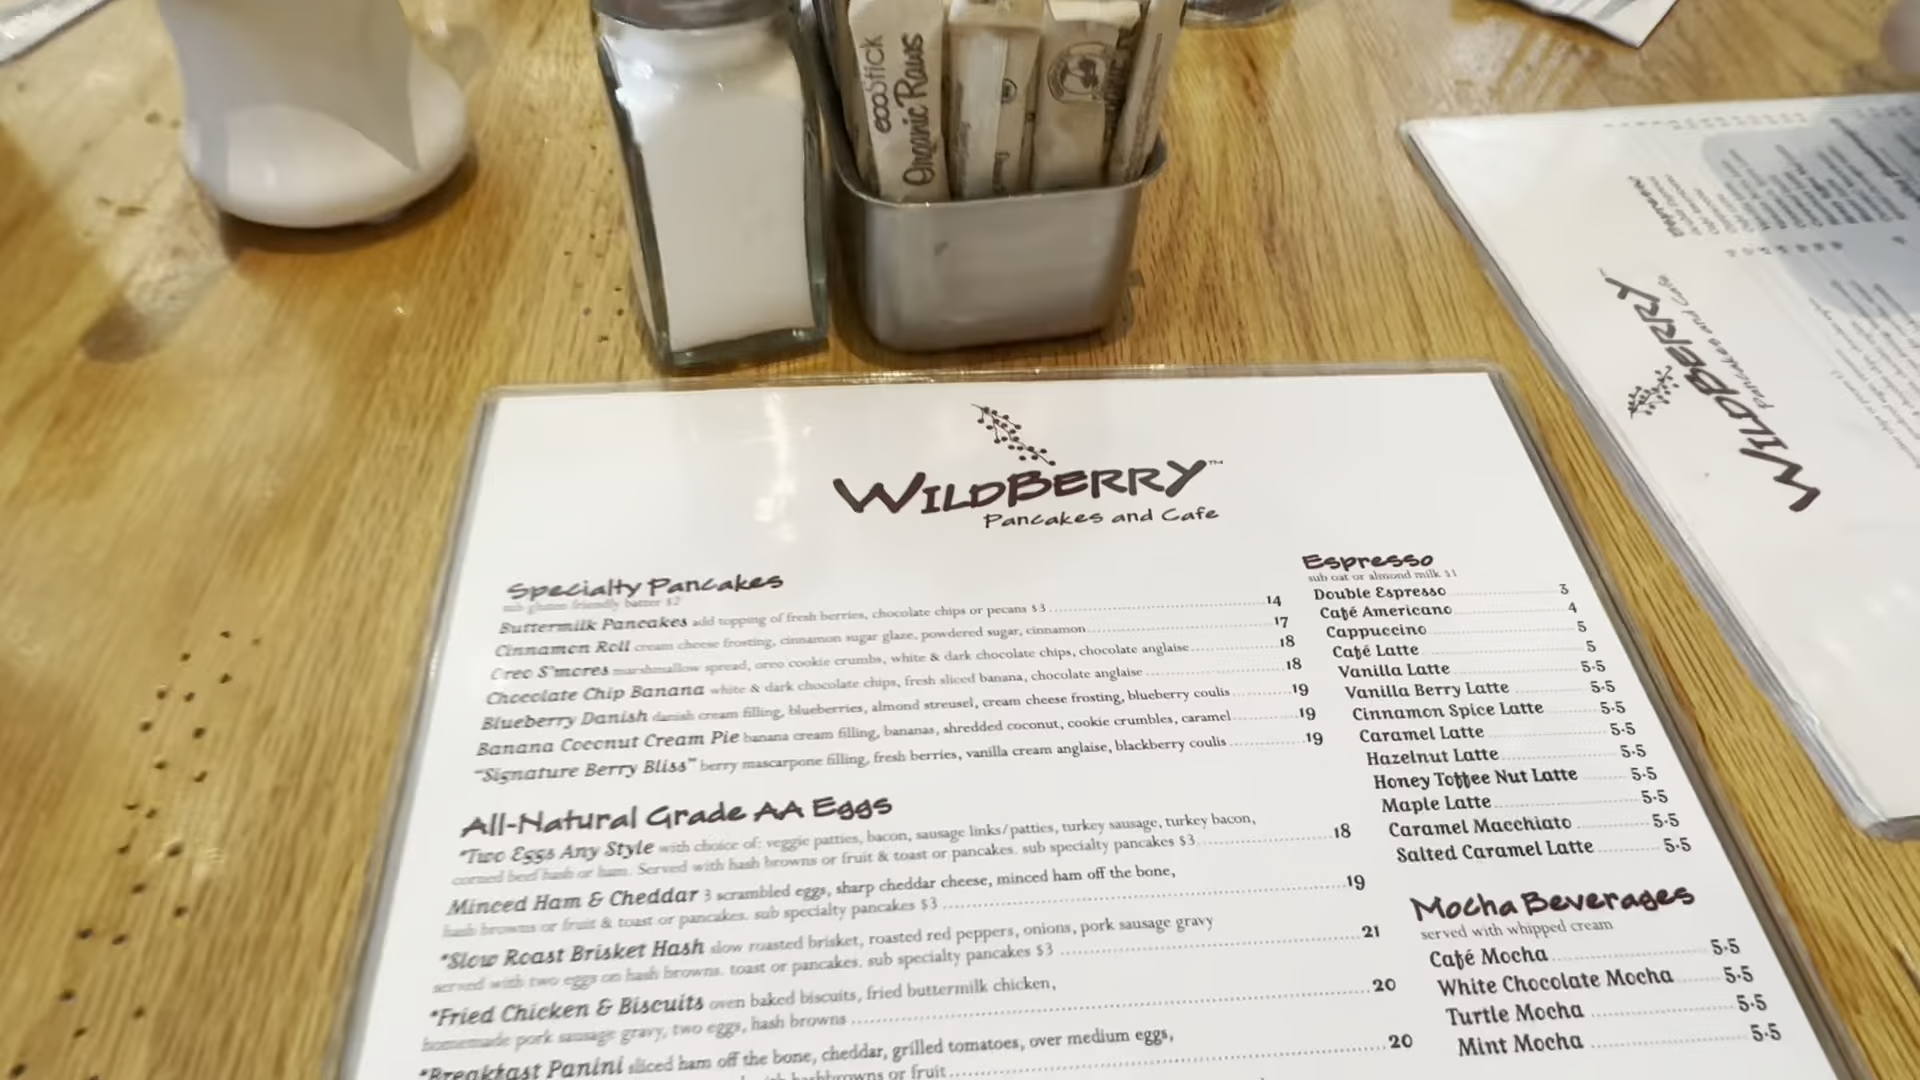 ecoStick
Organic Raws
WILDBERRY™
Pancakes and Cafe
Specialty Pancakes
sub gluten friendly batter $2
Buttermilk Pancakes add topping of fresh berries, chocolate chips or pecans $3 14
Cinnamon Roll cream cheese frosting, cinnamon sugar glaze, powdered sugar, cinnamon 17
Oreo S'mores marshmallow spread, oreo cookie crumbs, white & dark chocolate chips, chocolate anglaise 18
Chocolate Chip Banana white & dark chocolate chips, fresh sliced banana, chocolate anglaise 18
Blueberry Danish danish cream filling, blueberries, almond streusel, cream cheese frosting, blueberry coulis 19
Banana Coconut Cream Pie banana cream filling, bananas, shredded coconut, cookie crumbles, caramel 19
"Signature Berry Bliss" berry mascarpone filling, fresh berries, vanilla cream anglaise, blackberry coulis 19
All-Natural Grade AA Eggs
*Two Eggs Any Style with choice of: veggie patties, bacon, sausage links/patties, turkey sausage, turkey bacon,
corned beef hash or ham. Served with hash browns or fruit & toast or pancakes. sub specialty pancakes $3 18
Minced Ham & Cheddar 3 scrambled eggs, sharp cheddar cheese, minced ham off the bone,
hash browns or fruit & toast or pancakes. sub specialty pancakes $3 19
*Slow Roast Brisket Hash slow roasted brisket, roasted red peppers, onions, pork sausage gravy
served with two eggs on hash browns. toast or pancakes. sub specialty pancakes $3 21
*Fried Chicken & Biscuits oven baked biscuits, fried buttermilk chicken,
homemade pork sausage gravy, two eggs, hash browns 20
*Breakfast Panini sliced ham off the bone, cheddar, grilled tomatoes, over medium eggs,
with hashbrowns or fruit 20
Espresso
sub oat or almond milk $1
Double Espresso 3
Café Americano 4
Cappuccino 5
Café Latte 5
Vanilla Latte 5.5
Vanilla Berry Latte 5.5
Cinnamon Spice Latte 5.5
Caramel Latte 5.5
Hazelnut Latte 5.5
Honey Toffee Nut Latte 5.5
Maple Latte 5.5
Caramel Macchiato 5.5
Salted Caramel Latte 5.5
Mocha Beverages
served with whipped cream
Café Mocha 5.5
White Chocolate Mocha 5.5
Turtle Mocha 5.5
Mint Mocha 5.5
WILDBERRY
Pancakes and Cafe
Espresso